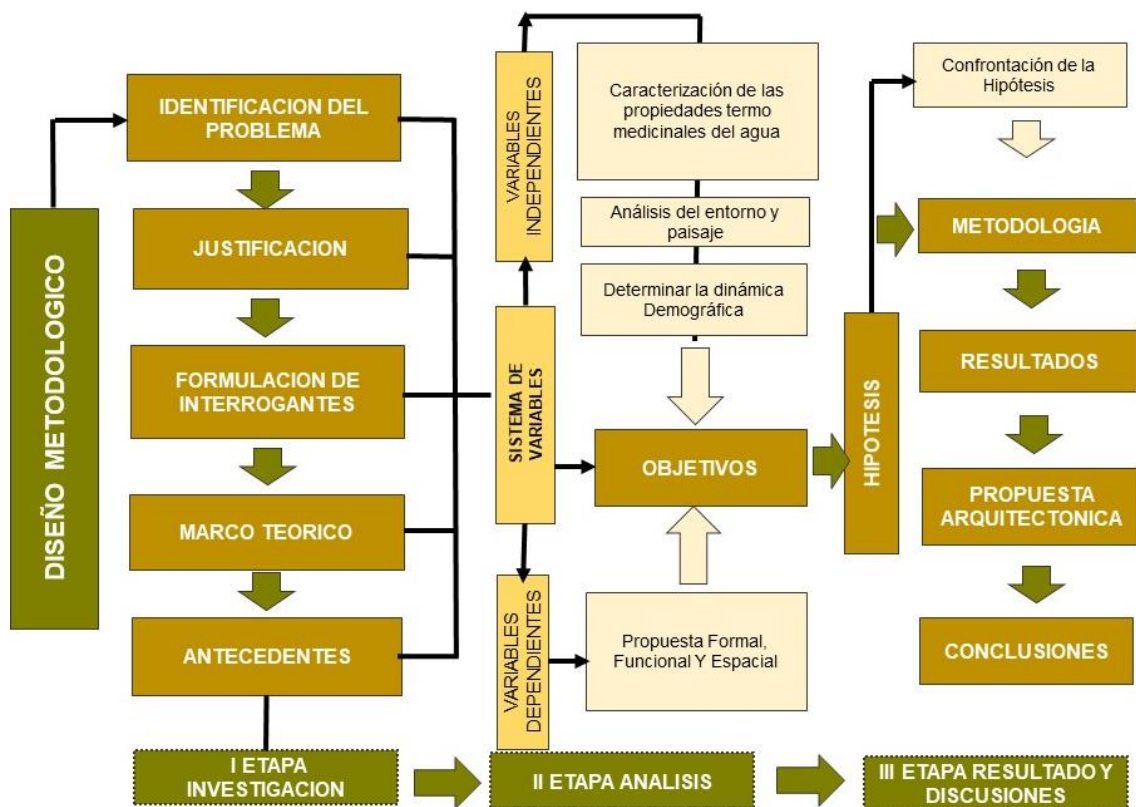 DISEÑO METODOLOGICO
IDENTIFICACION DEL
PROBLEMA
JUSTIFICACION
FORMULACION DE
INTERROGANTES
MARCO TEORICO
ANTECEDENTES
I ETAPA
INVESTIGACION
SISTEMA DE
VARIABLES
VARIABLES
INDEPENDIENTES
Caracterización de las
propiedades termo
medicinales del agua
Análisis del entorno y
paisaje
Determinar la dinámica
Demográfica
OBJETIVOS
VARIABLES
DEPENDIENTES
Propuesta Formal,
Funcional Y Espacial
II ETAPA ANALISIS
HIPOTESIS
Confrontación de la
Hipótesis
METODOLOGIA
RESULTADOS
PROPUESTA
ARQUITECTONICA
CONCLUSIONES
III ETAPA RESULTADO Y
DISCUSIONES